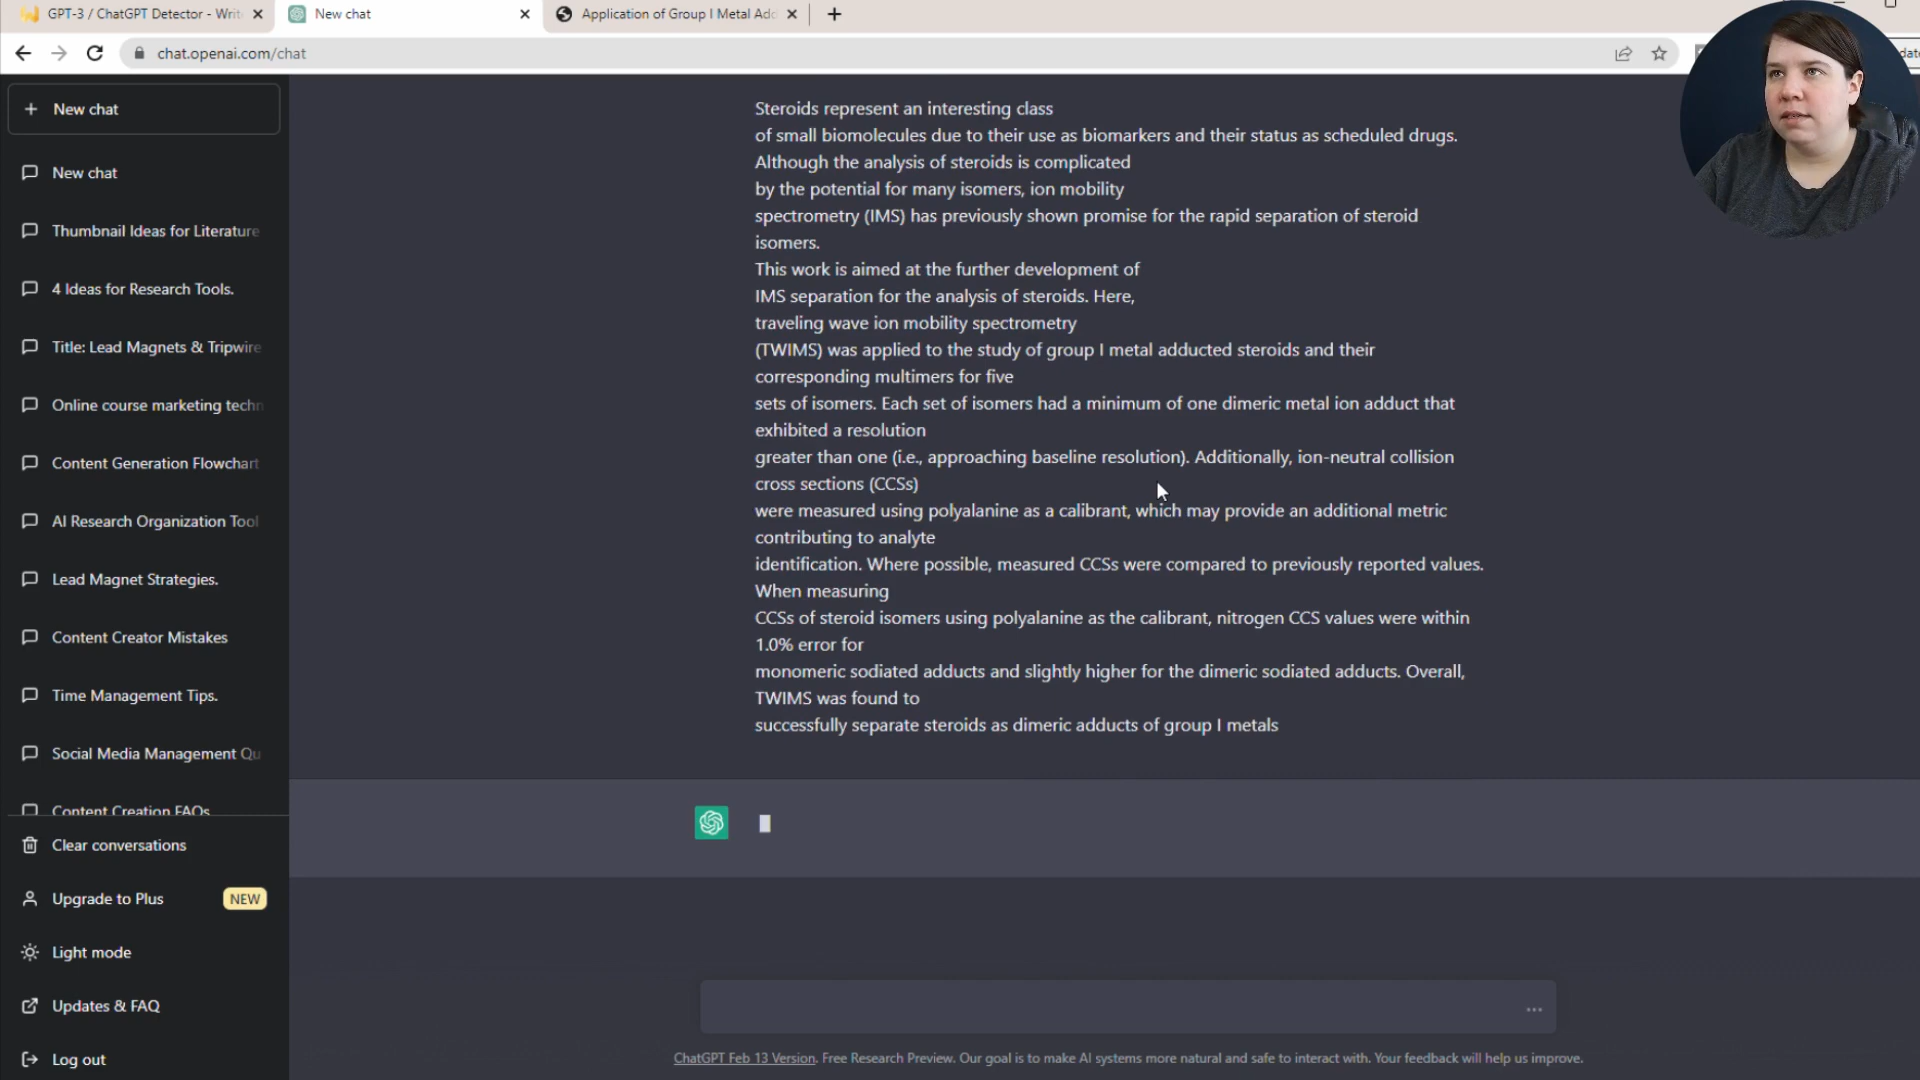 GPT-3 / ChatGPT Detector - Writ
New chat
Application of Group I Metal Add
chat.openai.com/chat
New chat
New chat
Thumbnail Ideas for Literature
4 Ideas for Research Tools.
Title: Lead Magnets & Tripwire
Online course marketing techn
Content Generation Flowchart
AI Research Organization Tool
Lead Magnet Strategies.
Content Creator Mistakes
Time Management Tips.
Social Media Management Qu
Content Creation FAQs
Clear conversations
Upgrade to Plus
NEW
Light mode
Updates & FAQ
Log out
Steroids represent an interesting class
of small biomolecules due to their use as biomarkers and their status as scheduled drugs.
Although the analysis of steroids is complicated
by the potential for many isomers, ion mobility
spectrometry (IMS) has previously shown promise for the rapid separation of steroid
isomers.
This work is aimed at the further development of
IMS separation for the analysis of steroids. Here,
traveling wave ion mobility spectrometry
(TWIMS) was applied to the study of group I metal adducted steroids and their
corresponding multimers for five
sets of isomers. Each set of isomers had a minimum of one dimeric metal ion adduct that
exhibited a resolution
greater than one (i.e., approaching baseline resolution). Additionally, ion-neutral collision
cross sections (CCSs)
were measured using polyalanine as a calibrant, which may provide an additional metric
contributing to analyte
identification. Where possible, measured CCSs were compared to previously reported values.
When measuring
CCSs of steroid isomers using polyalanine as the calibrant, nitrogen CCS values were within
1.0% error for
monomeric sodiated adducts and slightly higher for the dimeric sodiated adducts. Overall,
TWIMS was found to
successfully separate steroids as dimeric adducts of group I metals
ChatGPT Feb 13 Version. Free Research Preview. Our goal is to make AI systems more natural and safe to interact with. Your feedback will help us improve.